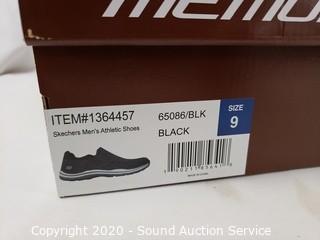 ITEM#1364457
Skechers Men's Athletic Shoes
65086/BLK
BLACK
SIZE
9
Copyright 2020 - Sound Auction Service